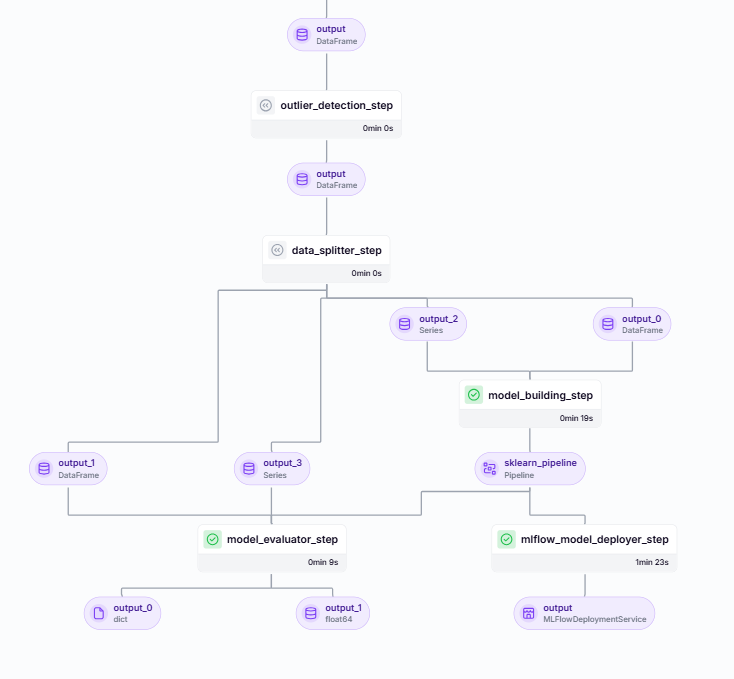 output
DataFrame
outlier_detection_step
0min 0s
output
DataFrame
data_splitter_step
0min 0s
output_2
Series
output_0
DataFrame
model_building_step
0min 19s
output_1
DataFrame
output_3
Series
sklearn_pipeline
Pipeline
model_evaluator_step
0min 9s
mlflow_model_deployer_step
1min 23s
output_0
dict
output_1
float64
output
MLFlowDeploymentService